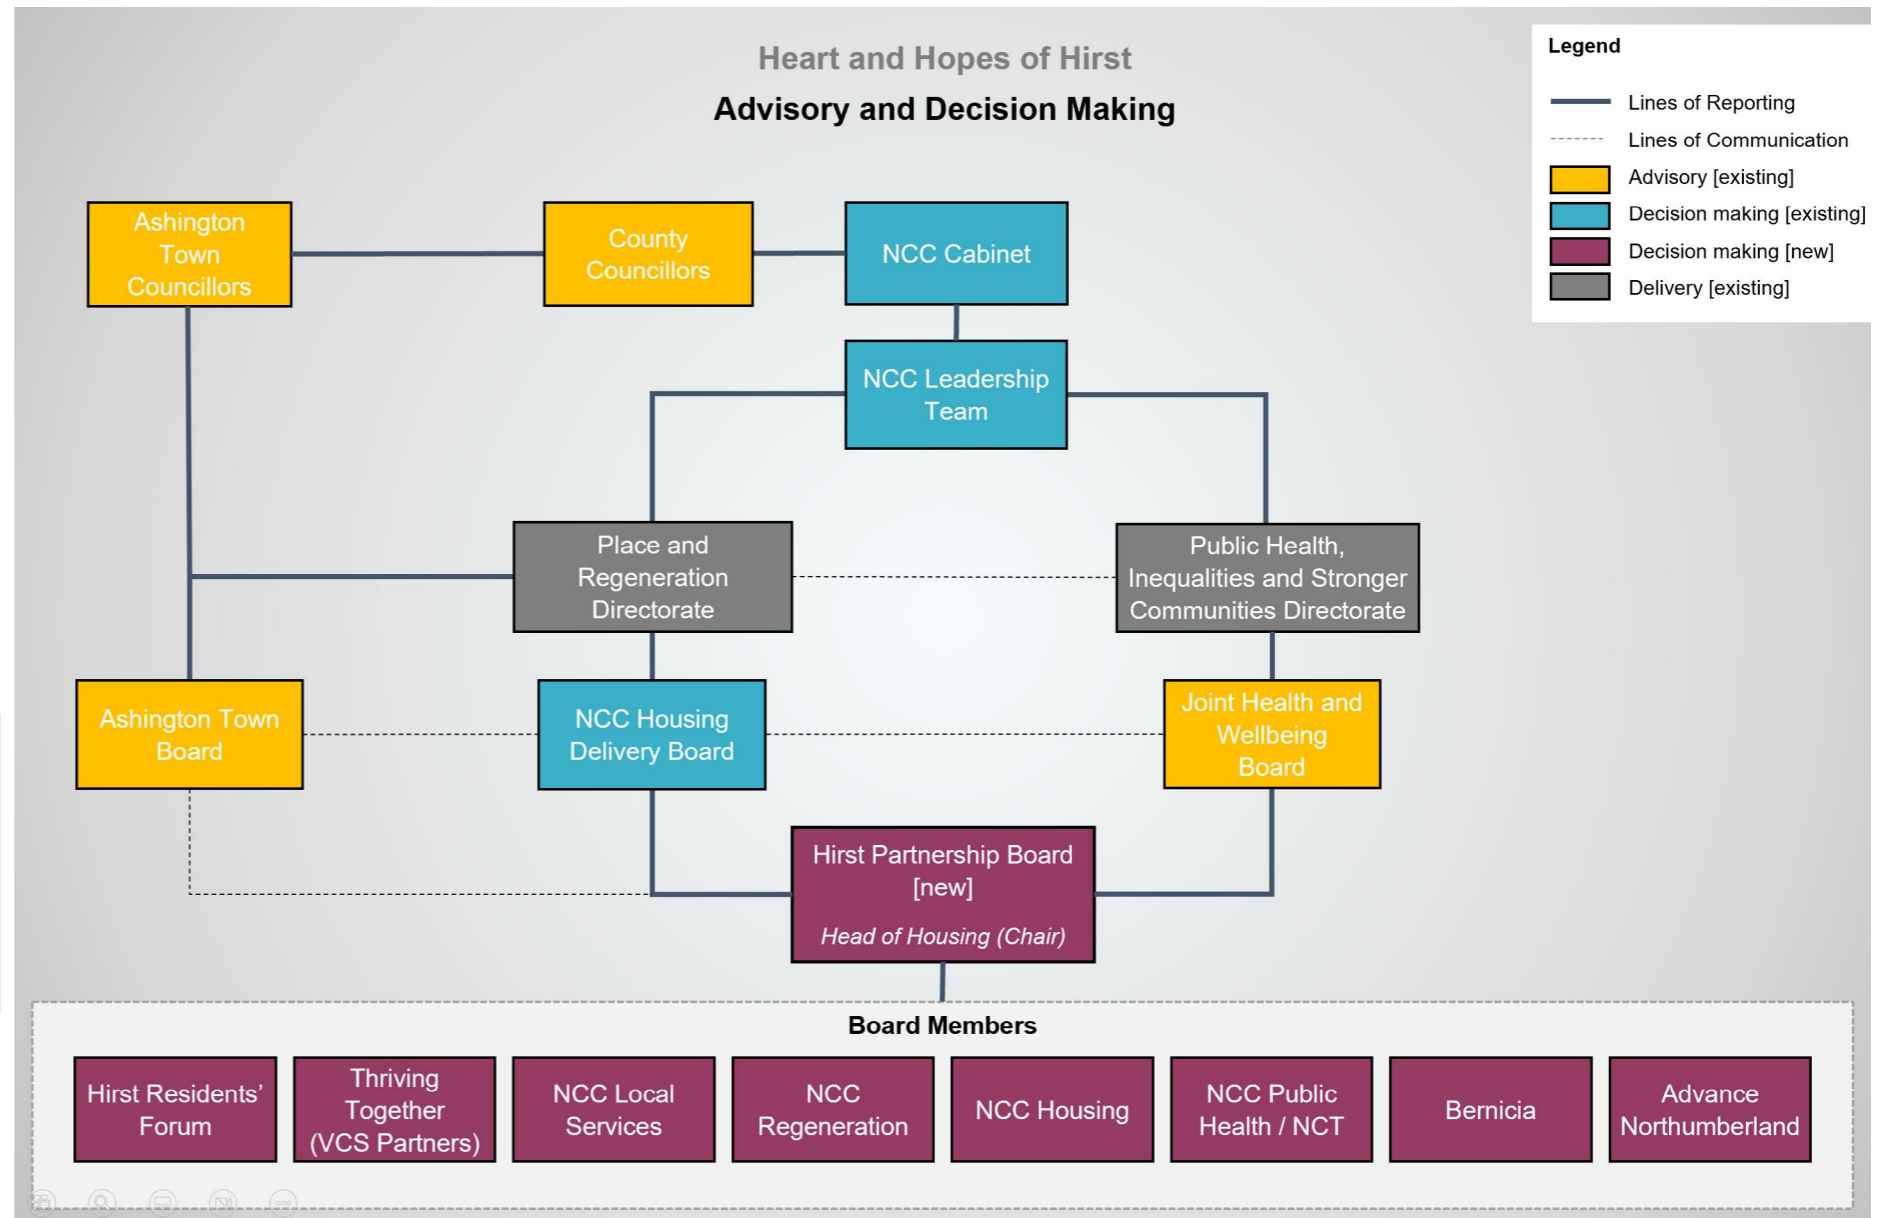 Heart and Hopes of Hirst
Advisory and Decision Making
Legend
Lines of Reporting
Lines of Communication
Advisory [existing]
Decision making [existing]
Decision making [new]
Delivery [existing]
Ashington
Town
Councillors
County
Councillors
NCC Cabinet
NCC Leadership
Team
Place and
Regeneration
Directorate
Public Health,
Inequalities and Stronger
Communities Directorate
Ashington Town
Board
NCC Housing
Delivery Board
Joint Health and
Wellbeing
Board
Hirst Partnership Board
[new]
Head of Housing (Chair)
Board Members
Hirst Residents’
Forum
Thriving
Together
(VCS Partners)
NCC Local
Services
NCC
Regeneration
NCC Housing
NCC Public
Health / NCT
Bernicia
Advance
Northumberland